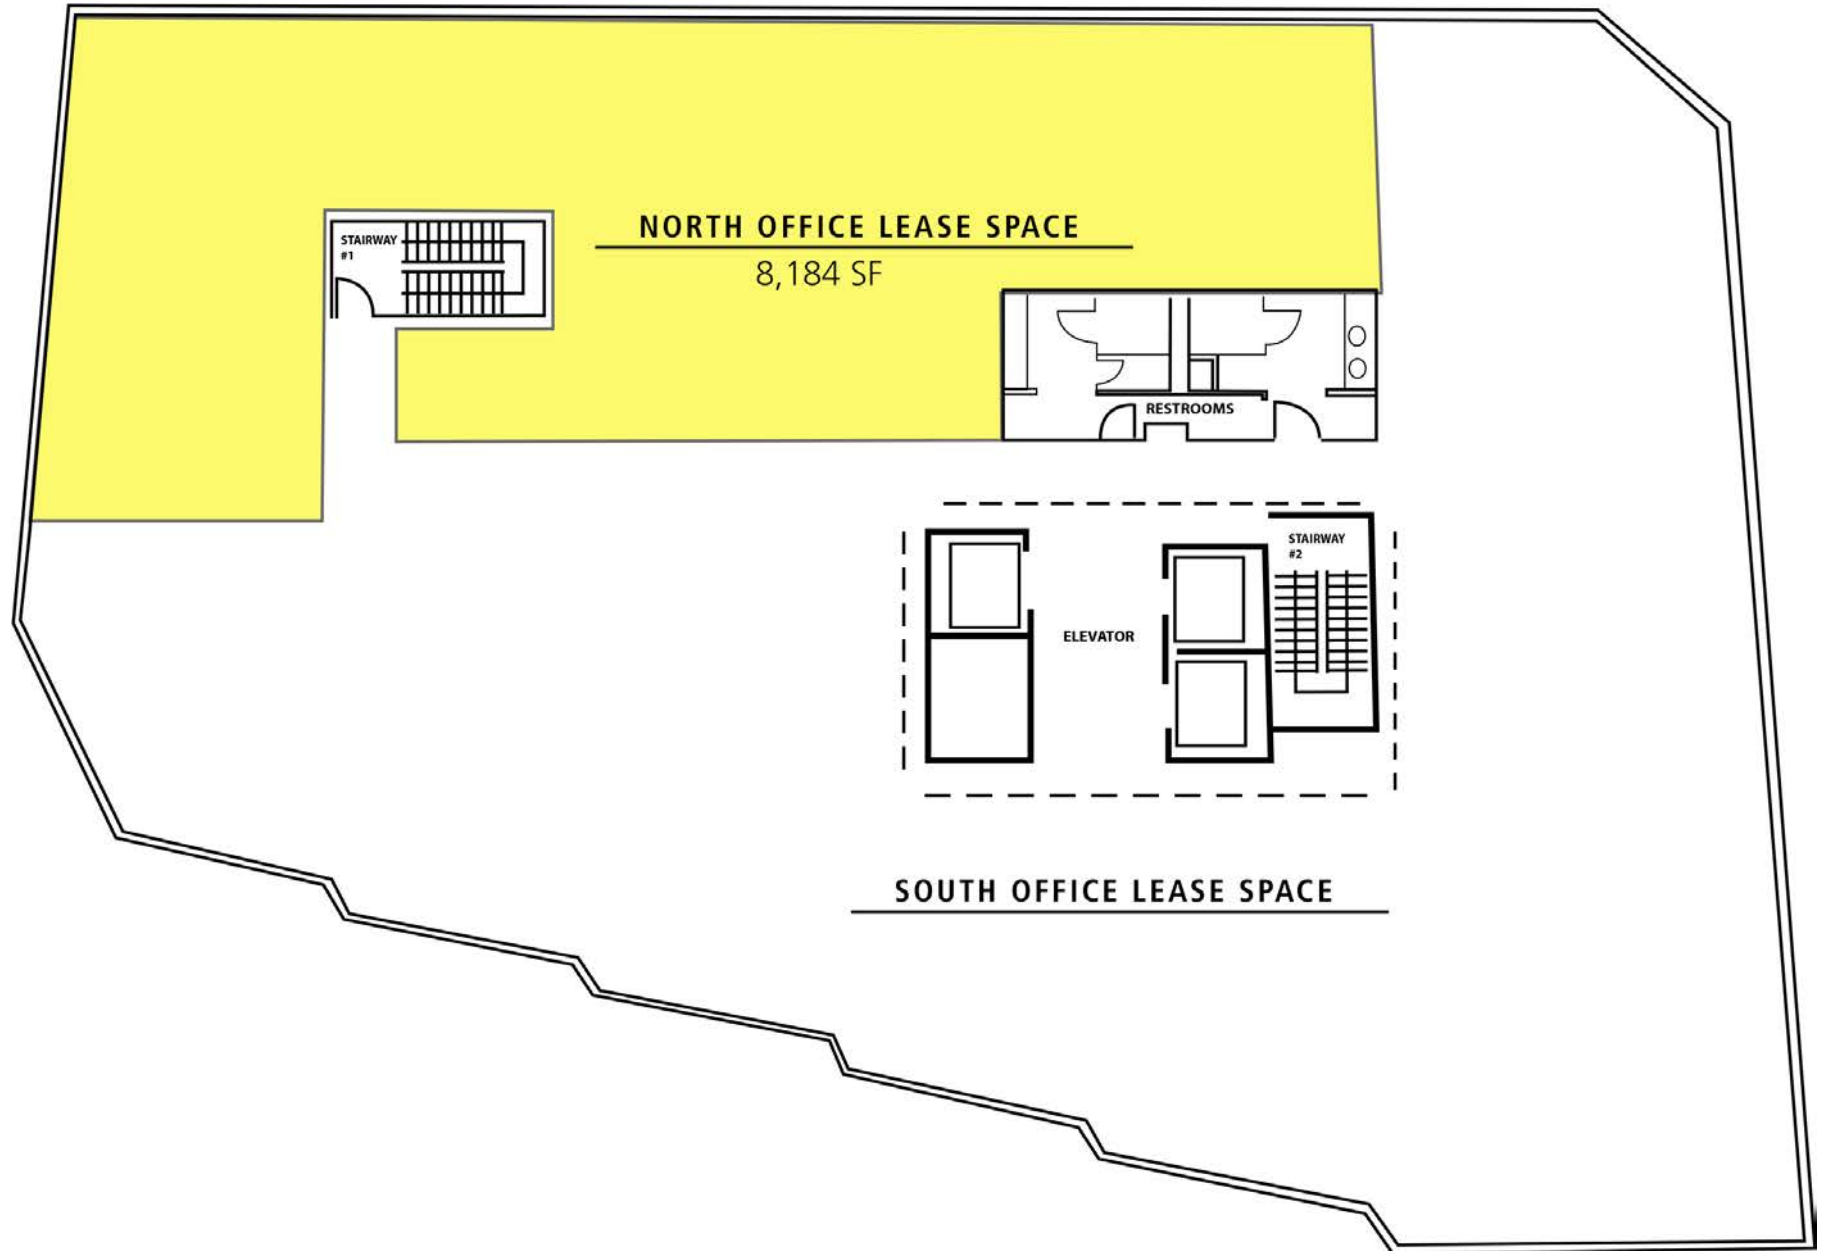 NORTH OFFICE LEASE SPACE
8,184 SF
STAIRWAY
#1
RESTROOMS
STAIRWAY
#2
ELEVATOR
SOUTH OFFICE LEASE SPACE